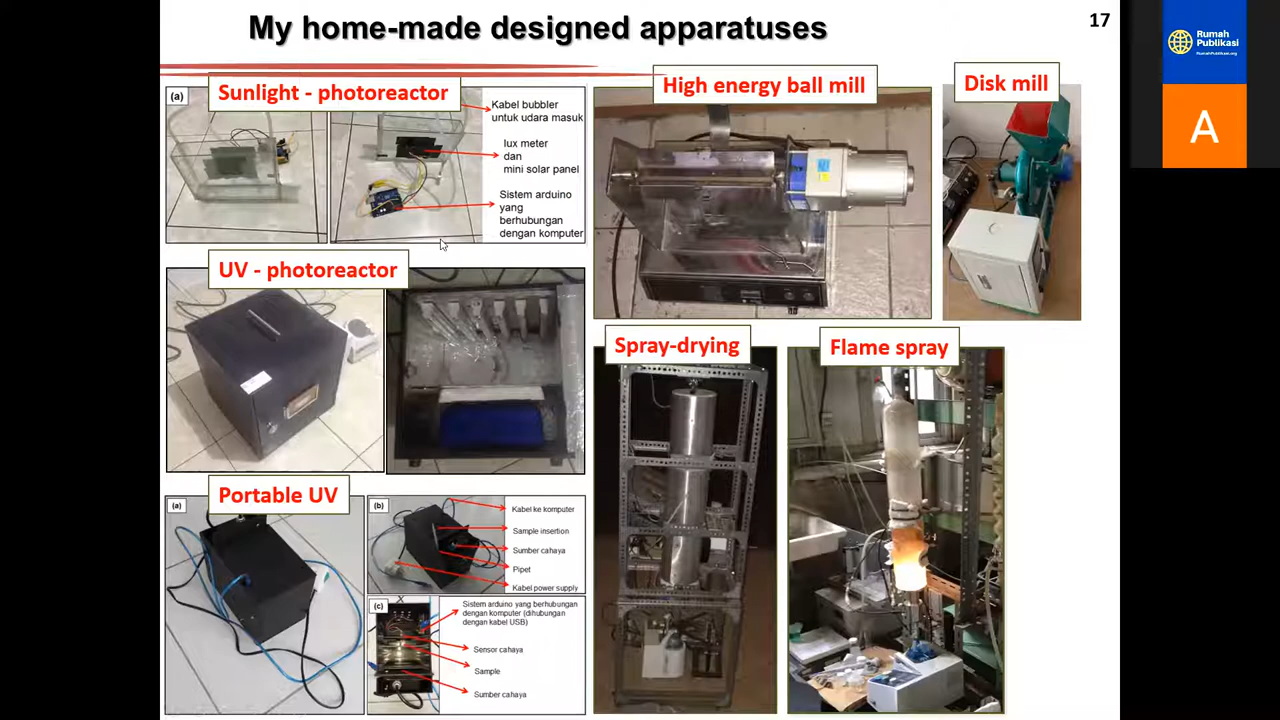 My home-made designed apparatuses
17
Rumah
Publikasi
RumahPublikasi.org
A
Sunlight - photoreactor
(a)
Kabel bubbler
untuk udara masuk
lux meter
dan
mini solar panel
Sistem arduino
yang
berhubungan
dengan komputer
High energy ball mill
Disk mill
UV - photoreactor
Spray-drying
Flame spray
Portable UV
(a)
(b)
Kabel ke komputer
Sample insertion
Sumber cahaya
Pipet
Kabel power supply
(c)
Sistem arduino yang berhubungan
dengan komputer (dihubungan
dengan kabel USB)
Sensor cahaya
Sample
Sumber cahaya